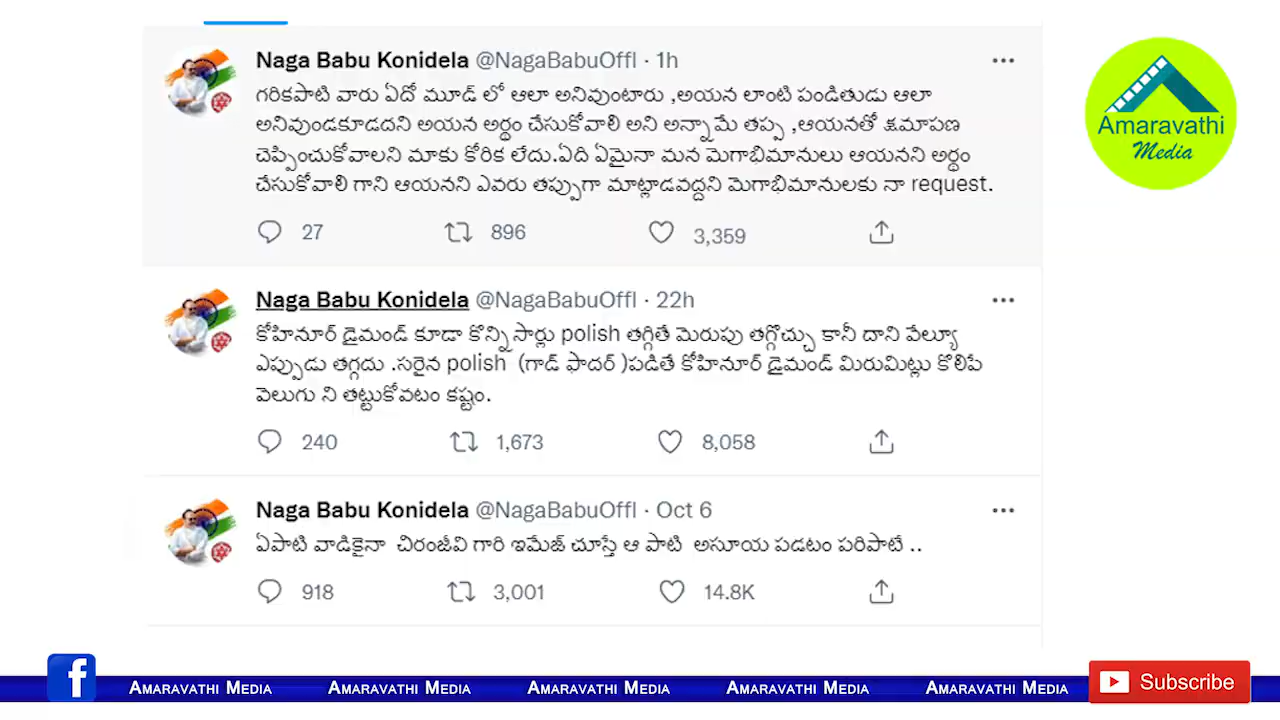 Naga Babu Konidela @NagaBabuOffl · 1h
గరికపాటి వారు ఏదో మూడ్ లో ఆలా అనివుంటారు ,అయన లాంటి పండితుడు ఆలా
అనివుండకూడదని అయన అర్థం చేసుకోవాలి అని అన్నామే తప్ప ,ఆయనతో క్షమాపణ
చెప్పించుకోవాలని మాకు కోరిక లేదు.ఏది ఏమైనా మన మెగాభిమానులు ఆయనని అర్థం
చేసుకోవాలి గాని ఆయనని ఎవరు తప్పుగా మాట్లాడవద్దని మెగాభిమానులకు నా request.
27 896 3,359
Naga Babu Konidela @NagaBabuOffl · 22h
కోహినూర్ డైమండ్ కూడా కొన్ని సార్లు polish తగ్గితే మెరుపు తగ్గొచ్చు కానీ దాని వేల్యూ
ఎప్పుడు తగ్గదు .సరైన polish (గాడ్ ఫాదర్ )పడితే కోహినూర్ డైమండ్ మిరుమిట్లు కొలిపే
వెలుగు ని తట్టుకోవటం కష్టం.
240 1,673 8,058
Naga Babu Konidela @NagaBabuOffl · Oct 6
ఏపాటి వాడికైనా చిరంజీవి గారి ఇమేజ్ చూస్తే ఆ పాటి అసూయ పడటం పరిపాటే ..
918 3,001 14.8K
Amaravathi
Media
f
AMARAVATHI MEDIA AMARAVATHI MEDIA AMARAVATHI MEDIA AMARAVATHI MEDIA AMARAVATHI MEDIA
Subscribe